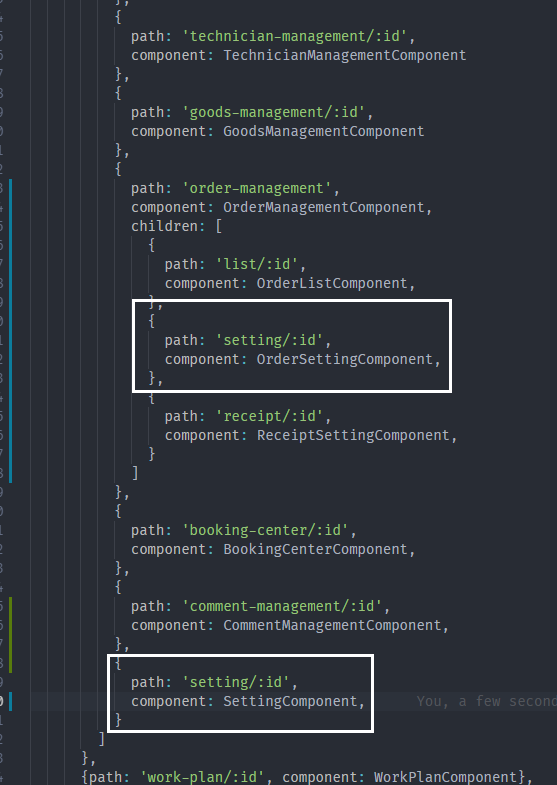 },
{
path: 'technician-management/:id',
component: TechnicianManagementComponent
},
{
path: 'goods-management/:id',
component: GoodsManagementComponent
},
{
path: 'order-management',
component: OrderManagementComponent,
children: [
{
path: 'list/:id',
component: OrderListComponent,
},
{
path: 'setting/:id',
component: OrderSettingComponent,
},
{
path: 'receipt/:id',
component: ReceiptSettingComponent,
}
]
},
{
path: 'booking-center/:id',
component: BookingCenterComponent,
},
{
path: 'comment-management/:id',
component: CommentManagementComponent,
},
{
path: 'setting/:id',
component: SettingComponent, You, a few
}
]
},
{path: 'work-plan/:id', component: WorkPlanComponent},